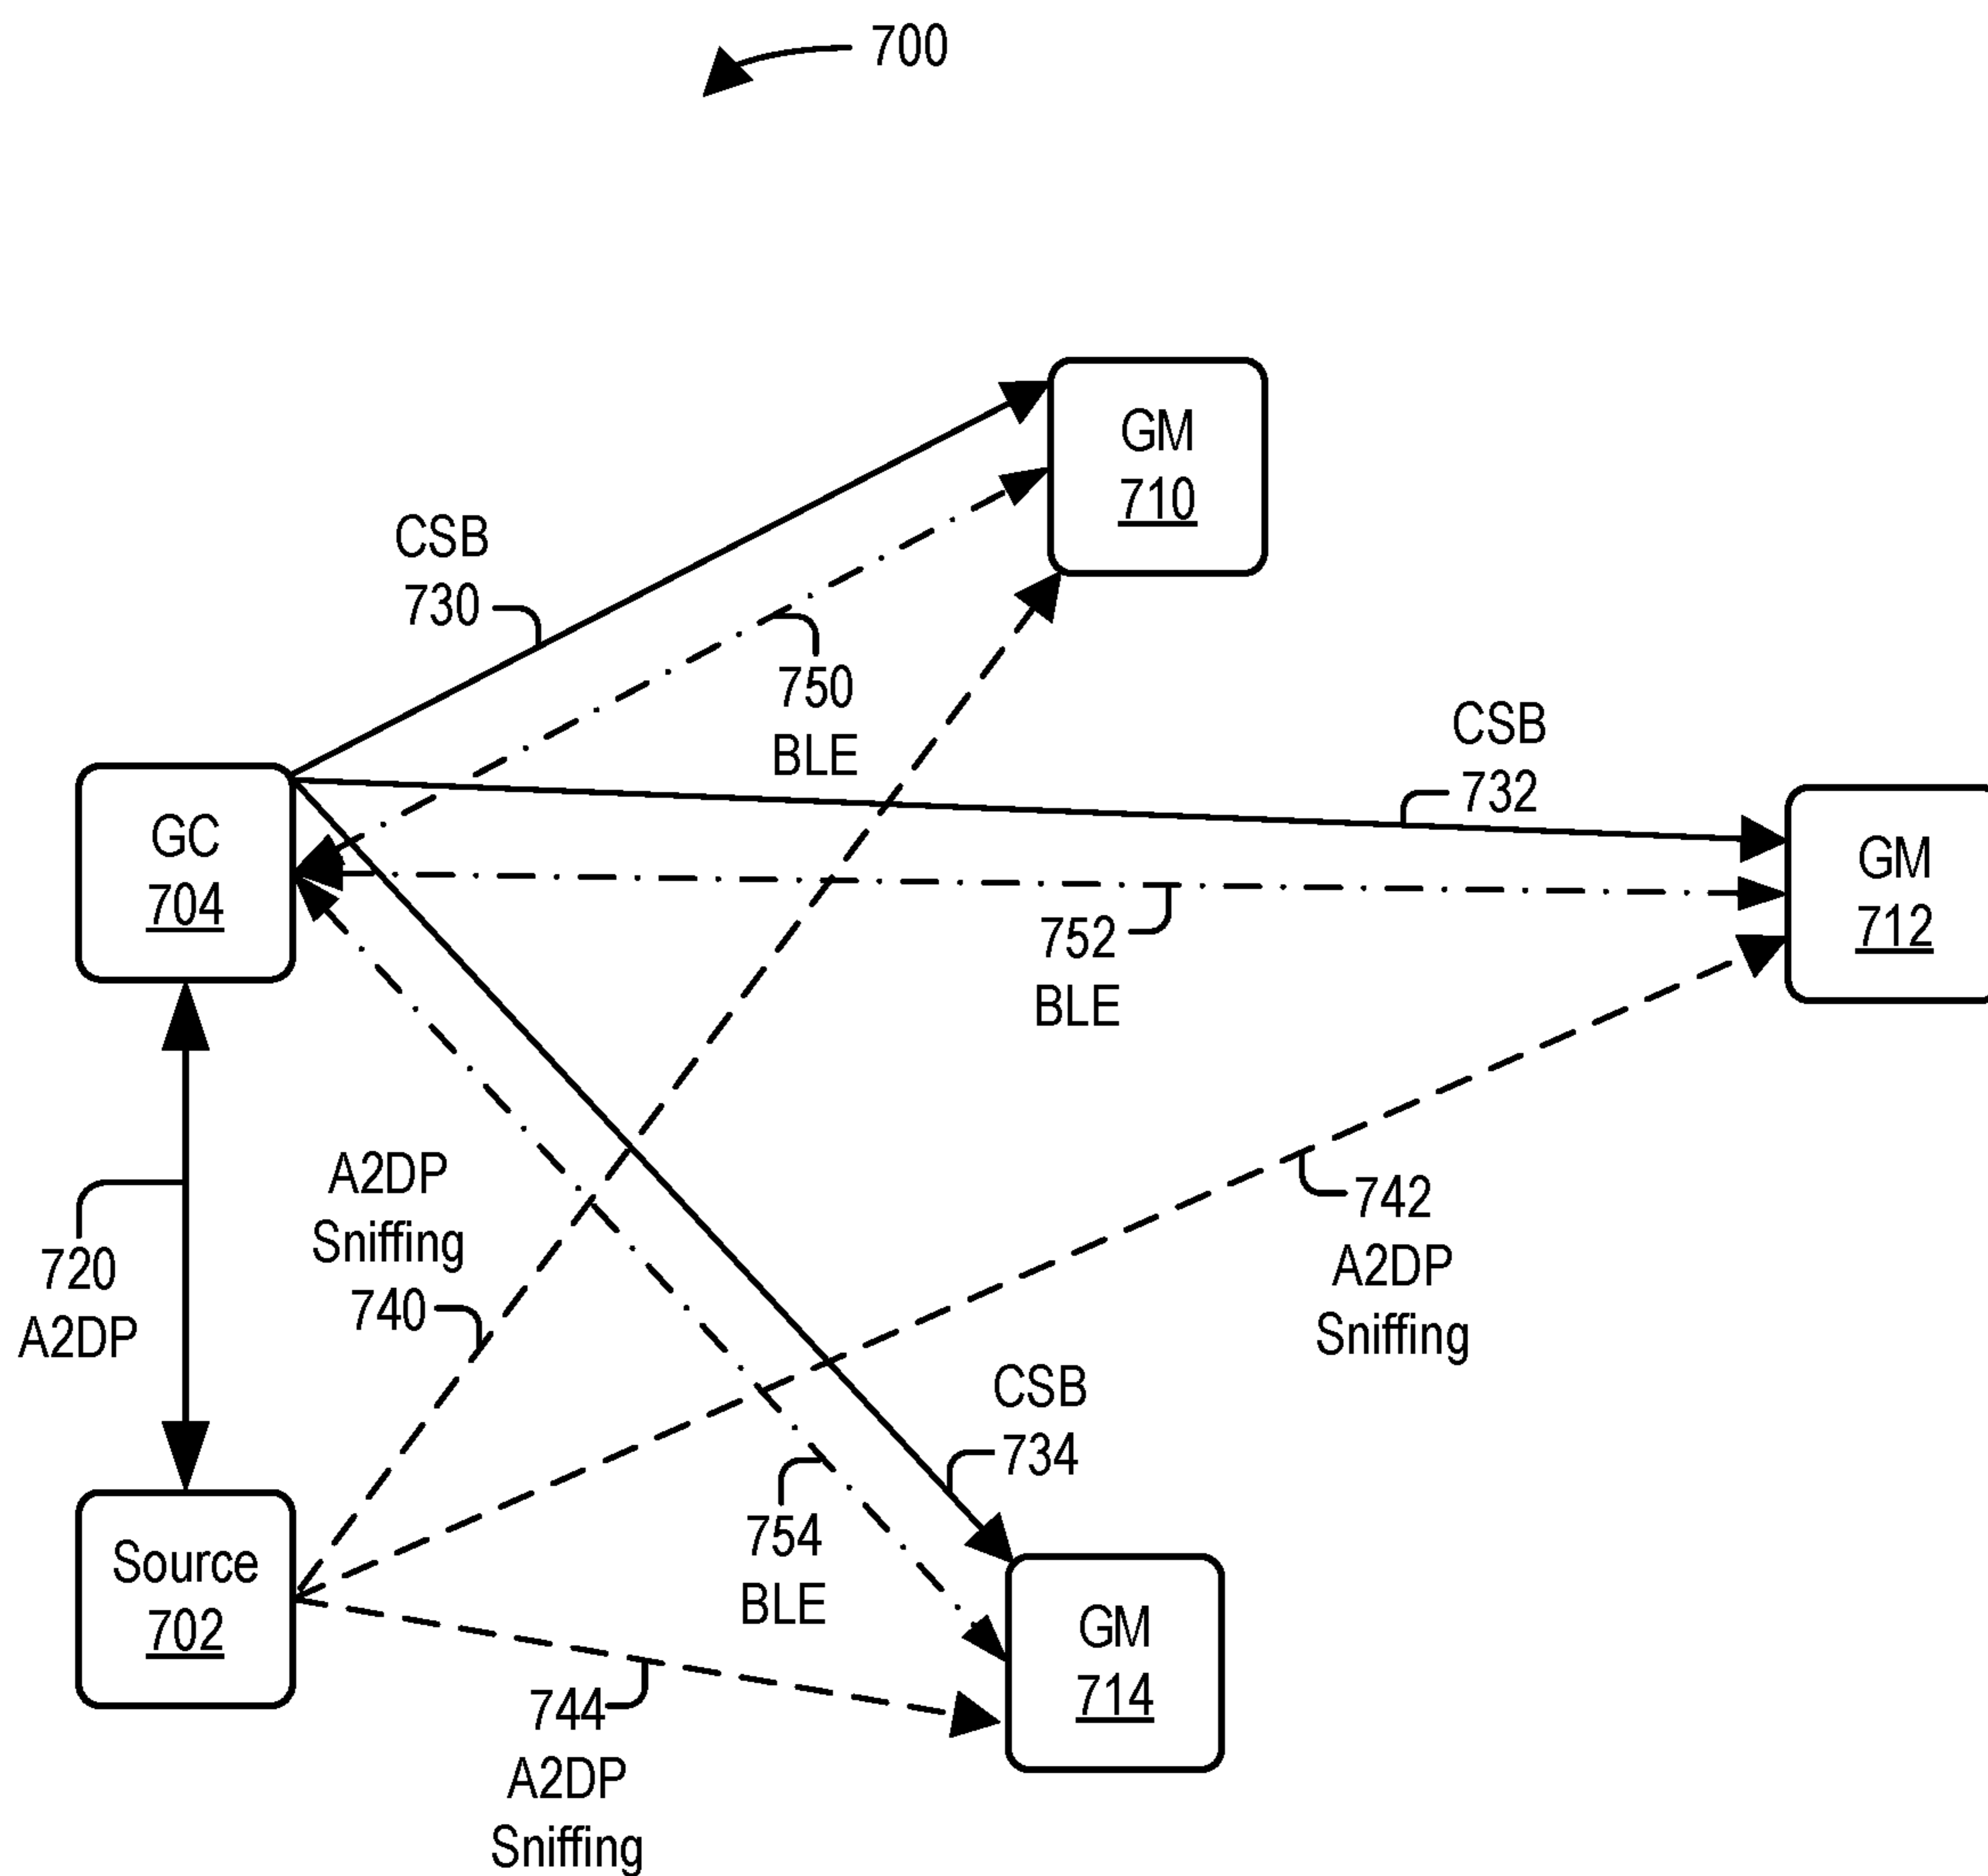 700
GM
710
CSB
730
750
BLE
CSB
732
GC
704
GM
712
752
BLE
A2DP
Sniffing
740
742
A2DP
Sniffing
720
A2DP
CSB
734
754
BLE
Source
702
GM
714
744
A2DP
Sniffing